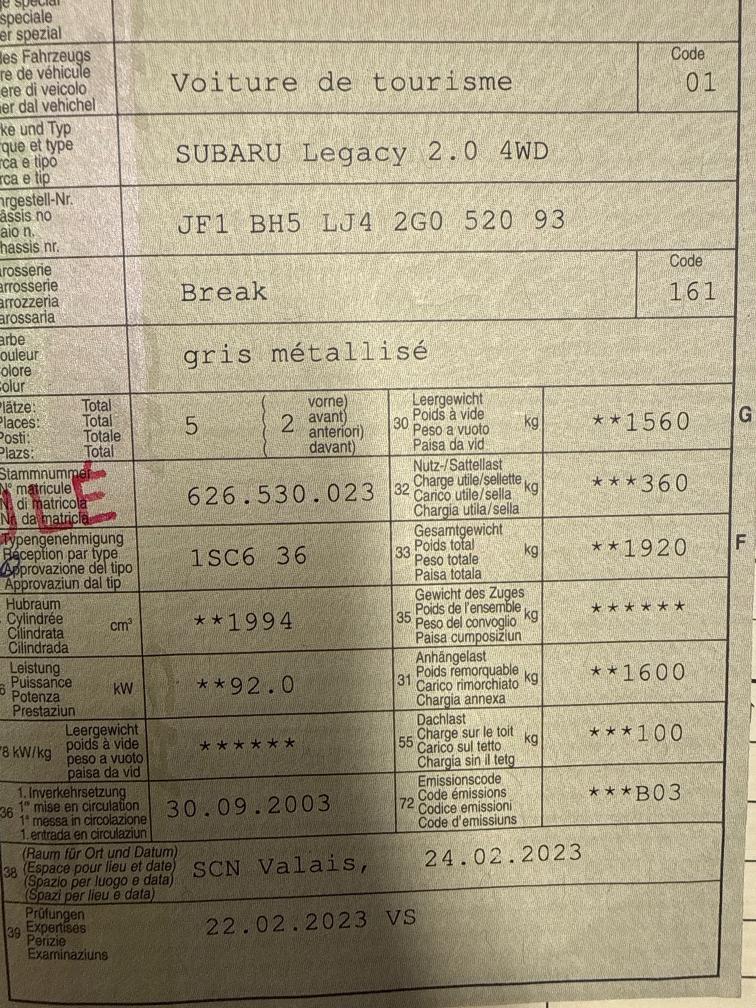 speciale
er spezial
des Fahrzeugs
re de véhicule
ere di veicolo
er dal vehichel
Voiture de tourisme
Code
01
ke und Typ
que et type
rca e tipo
rca e tip
SUBARU Legacy 2.0 4WD
hrgestell-Nr.
âssis no
aio n.
hassis nr.
JF1 BH5 LJ4 2G0 520 93
arosserie
arrosserie
arrozzeria
arossaria
Break
Code
161
arbe
ouleur
olore
olur
gris métallisé
Plätze: Total
Places: Total
Posti: Totale
Plazs: Total
5
2
vorne)
avant)
anteriori)
davant)
30
Leergewicht
Poids à vide
Peso a vuoto
Paisa da vid
kg
**1560
G
Stammnummer
N° matricule
N. di matricola
Nr. da matricla
626.530.023
32
Nutz-/Sattellast
Charge utile/sellette
Carico utile/sella
Chargia utila/sella
kg
***360
Typengenehmigung
Réception par type
Approvazione del tipo
Approvaziun dal tip
1SC6 36
33
Gesamtgewicht
Poids total
Peso totale
Paisa totala
kg
**1920
F
Hubraum
Cylindrée
Cilindrata
Cilindrada
cm³
**1994
35
Gewicht des Zuges
Poids de l'ensemble
Peso del convoglio
Paisa cumposiziun
kg
******
6
Leistung
Puissance
Potenza
Prestaziun
kW
**92.0
31
Anhängelast
Poids remorquable
Carico rimorchiato
Chargia annexa
kg
**1600
78 kW/kg
Leergewicht
poids à vide
peso a vuoto
paisa da vid
******
55
Dachlast
Charge sur le toit
Carico sul tetto
Chargia sin il tetg
kg
***100
36
1. Inverkehrsetzung
1re mise en circulation
1a messa in circolazione
1. entrada en circulaziun
30.09.2003
72
Emissionscode
Code émissions
Codice emissioni
Code d'emissiuns
***B03
38
(Raum für Ort und Datum)
(Espace pour lieu et date)
(Spazio per luogo e data)
(Spazi per lieu e data)
SCN Valais,
24.02.2023
39
Prüfungen
Expertises
Perizie
Examinaziuns
22.02.2023 VS